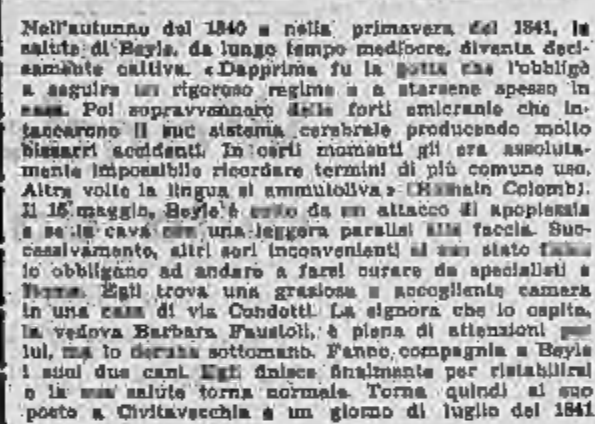 Nell'autunno del 1840 e nella primavera del 1841, la
salute di Beyle, da lungo tempo mediocre, diventa deci-
samente cattiva. «Dapprima fu la gotta che l'obbligò
a seguire un rigoroso regime e a starsene spesso in
casa. Poi sopravvennero delle forti emicranie che in-
taccarono il suo sistema cerebrale producendo molto
bizzarri accidenti. In certi momenti gli era assoluta-
mente impossibile ricordare termini di più comune uso.
Altre volte la lingua si ammutoliva» (Romain Colomb).
Il 15 maggio, Beyle è da un attacco di apoplessia
e se la cava con una leggera paralisi alla faccia. Suc-
cessivamente, altri seri inconvenienti al suo stato
lo obbligano ad andare a farsi curare da specialisti a
Roma. Egli trova una graziosa e accogliente camera
in una casa di via Condotti. La signora che lo ospita,
la vedova Barbara Faustoli, è piena di attenzioni per
lui, ma lo deruba sottomano. Fanno compagnia a Beyle
i suoi due cani. Egli finisce finalmente per ristabilirsi
e la sua salute torna normale. Torna quindi al suo
posto a Civitavecchia e un giorno di luglio del 1841